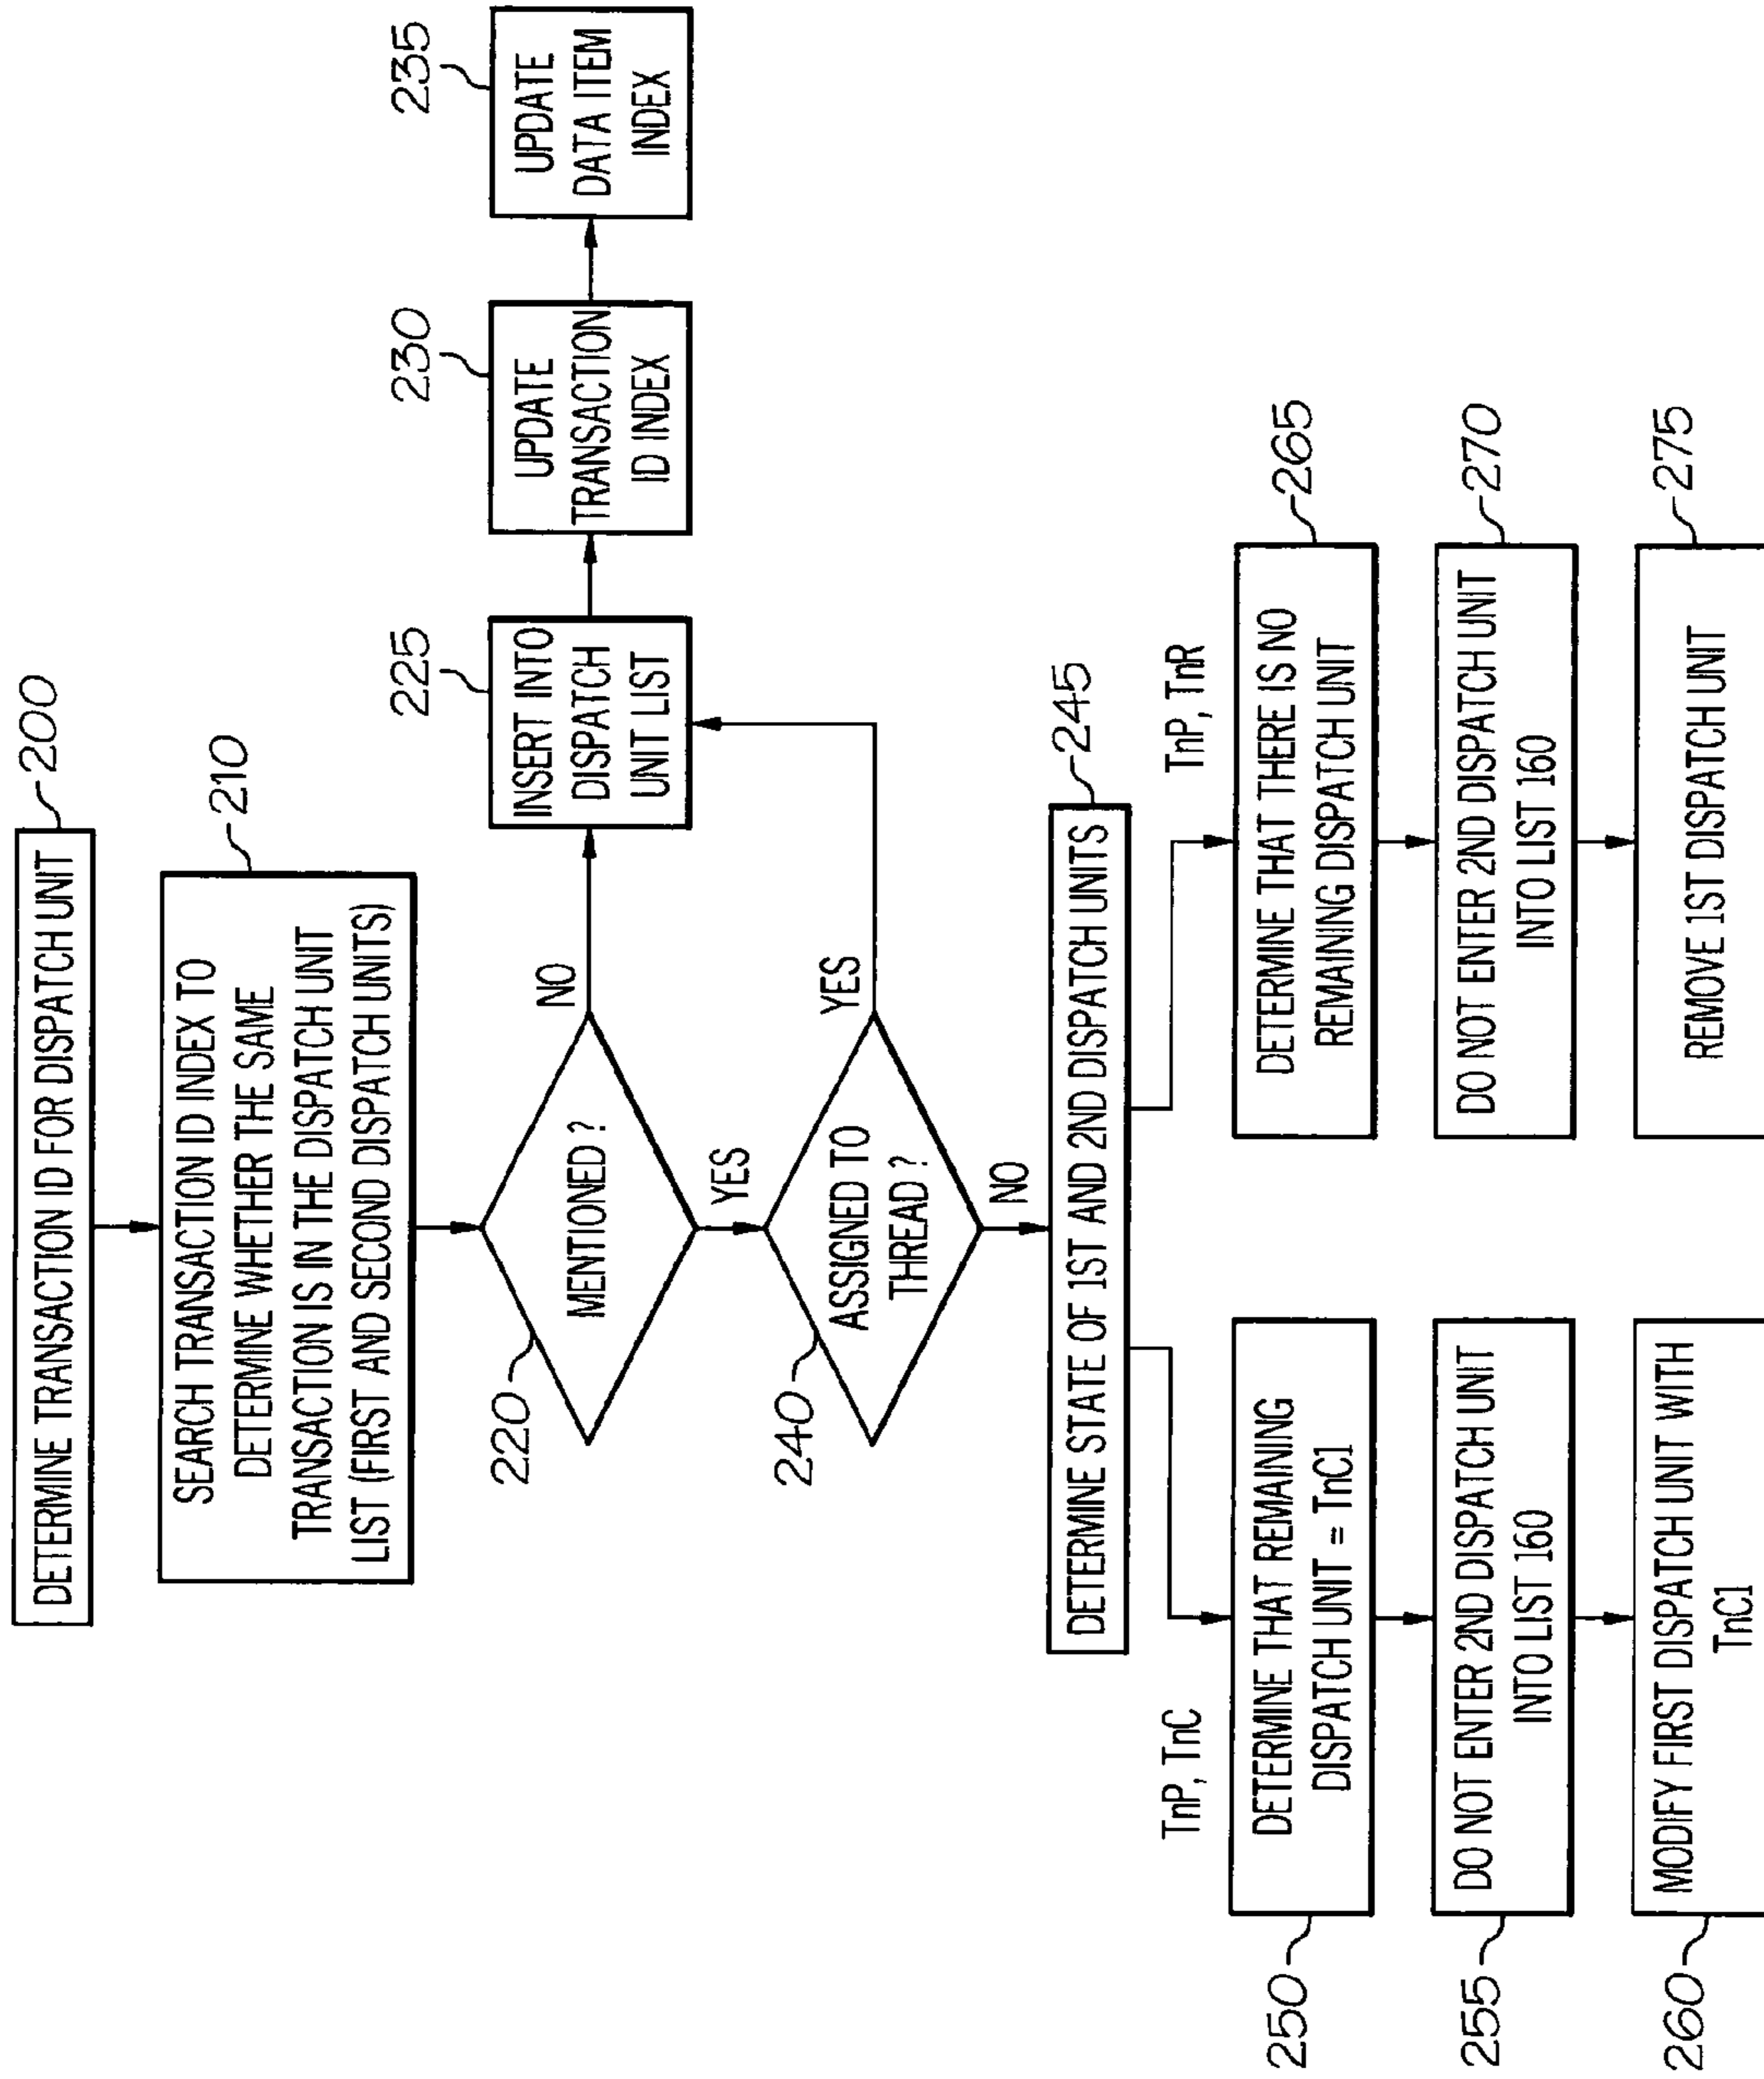 DETERMINE TRANSACTION ID FOR DISPATCH UNIT
200
SEARCH TRANSACTION ID INDEX TO
DETERMINE WHETHER THE SAME
TRANSACTION IS IN THE DISPATCH UNIT
LIST (FIRST AND SECOND DISPATCH UNITS)
210
MENTIONED ?
220
NO
YES
INSERT INTO
DISPATCH
UNIT LIST
225
UPDATE
TRANSACTION
ID INDEX
230
UPDATE
DATA ITEM
INDEX
235
ASSIGNED TO
THREAD ?
240
YES
NO
DETERMINE STATE OF 1ST AND 2ND DISPATCH UNITS
245
TnP, TnC
DETERMINE THAT REMAINING
DISPATCH UNIT = TnC1
250
DO NOT ENTER 2ND DISPATCH UNIT
INTO LIST 160
255
MODIFY FIRST DISPATCH UNIT WITH
TnC1
260
TnP, TnR
DETERMINE THAT THERE IS NO
REMAINING DISPATCH UNIT
265
DO NOT ENTER 2ND DISPATCH UNIT
INTO LIST 160
270
REMOVE 1ST DISPATCH UNIT
275